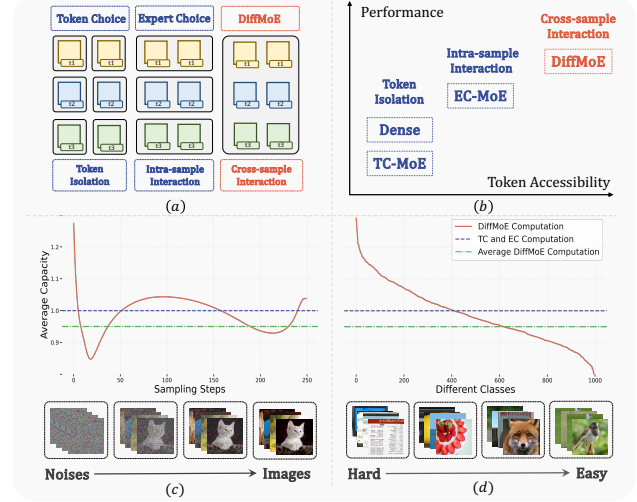 Token Choice
Expert Choice
DiffMoE
t1
t1
t1
t1
t1
t1
t2
t2
t2
t2
t2
t2
t3
t3
t3
t3
t3
t3
Token
Isolation
Intra-sample
Interaction
Cross-sample
Interaction
(a)
Performance
Cross-sample
Interaction
DiffMoE
Intra-sample
Interaction
EC-MoE
Token
Isolation
Dense
TC-MoE
Token Accessibility
(b)
Average Capacity
1.2
1.1
1.0
0.9
0
50
100
150
200
250
Sampling Steps
Noises
Images
(c)
DiffMoE Computation
TC and EC Computation
Average DiffMoE Computation
0
200
400
600
800
1000
Different Classes
Hard
Easy
(d)